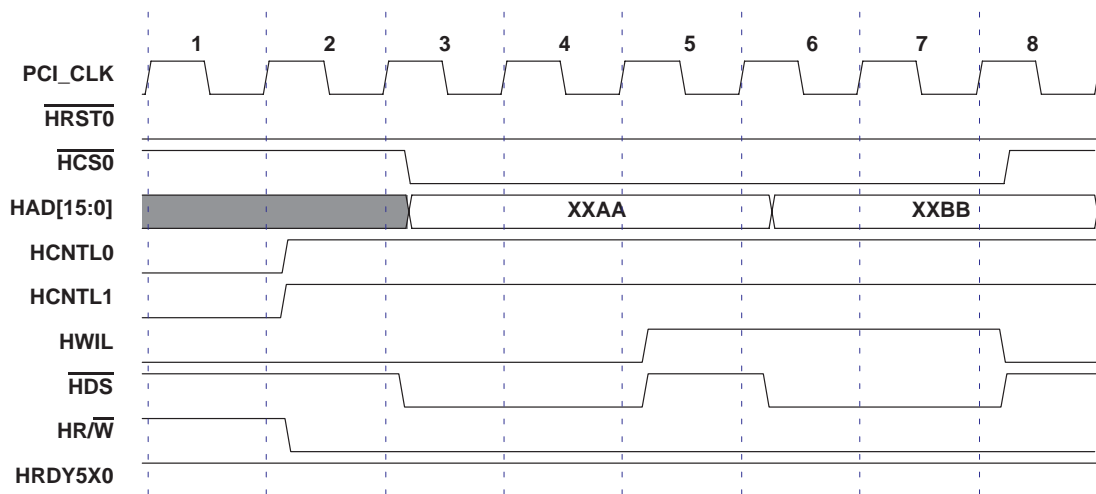 1 2 3 4 5 6 7 8
PCI_CLK
HRST0
HCS0
HAD[15:0] XXAA XXBB
HCNTL0
HCNTL1
HWIL
HDS
HR/W
HRDY5X0